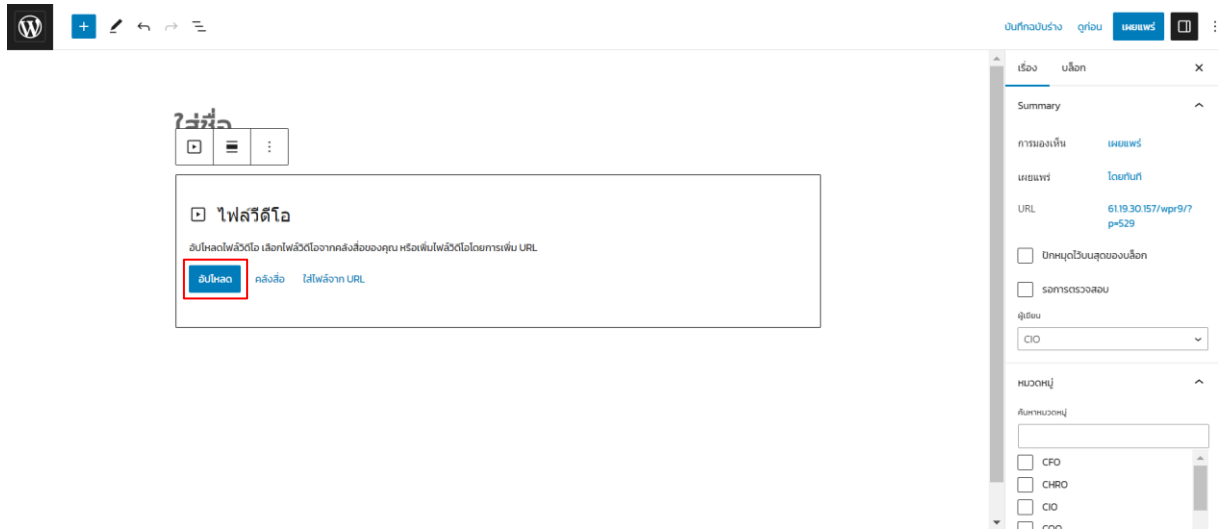 บันทึกฉบับร่าง ดูก่อน เผยแพร่
เรื่อง บล็อก
ใส่ชื่อ
ไฟล์วีดีโอ
อัปโหลดไฟล์วิดีโอ เลือกไฟล์วิดีโอจากคลังสื่อของคุณ หรือเพิ่มไฟล์วิดีโอโดยการเพิ่ม URL
อัปโหลด คลังสื่อ ใส่ไฟล์จาก URL
Summary
การมองเห็น เผยแพร่
เผยแพร่ โดยทันที
URL 61.19.30.157/wpr9/?
p=529
ปักหมุดไว้บนสุดของบล็อก
รอการตรวจสอบ
ผู้เขียน
CIO
หมวดหมู่
ค้นหาหมวดหมู่
CFO
CHRO
CIO